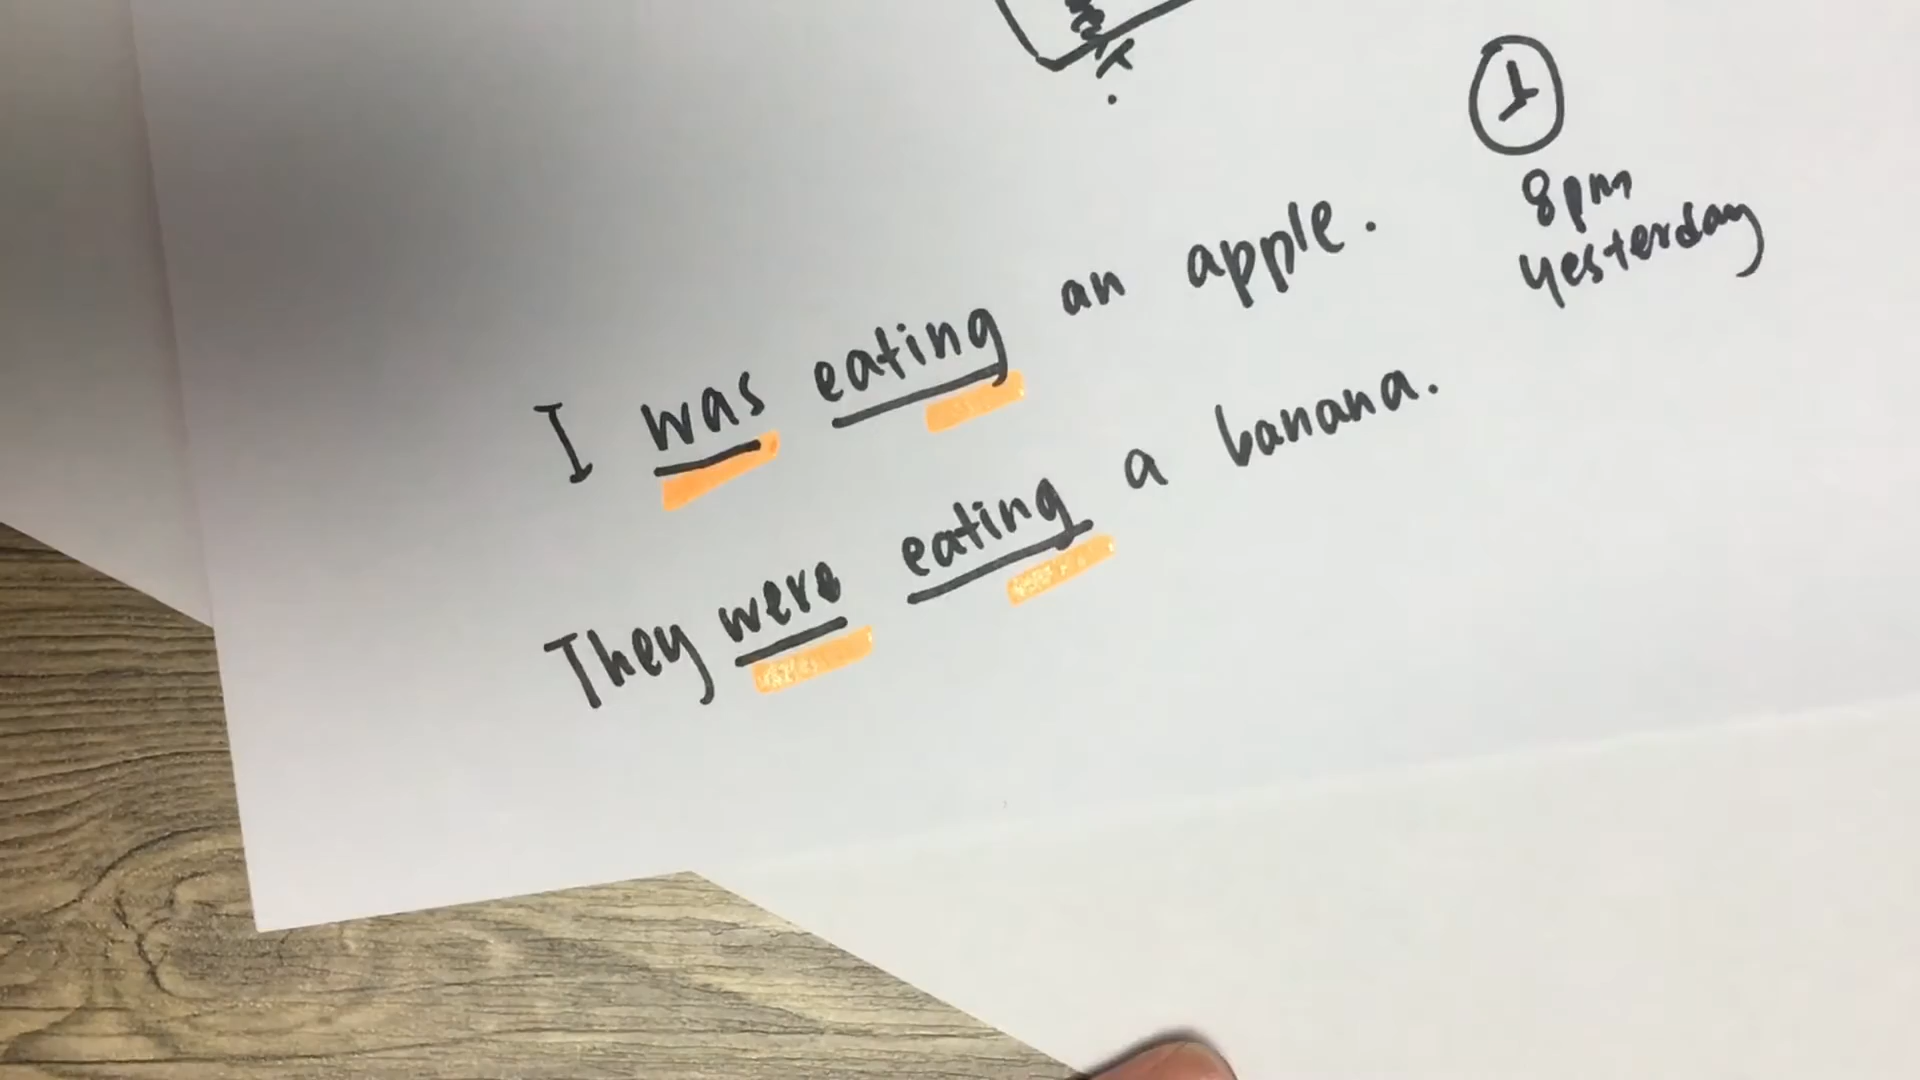 8pm
yesterday
I was eating an apple.
They were eating a banana.